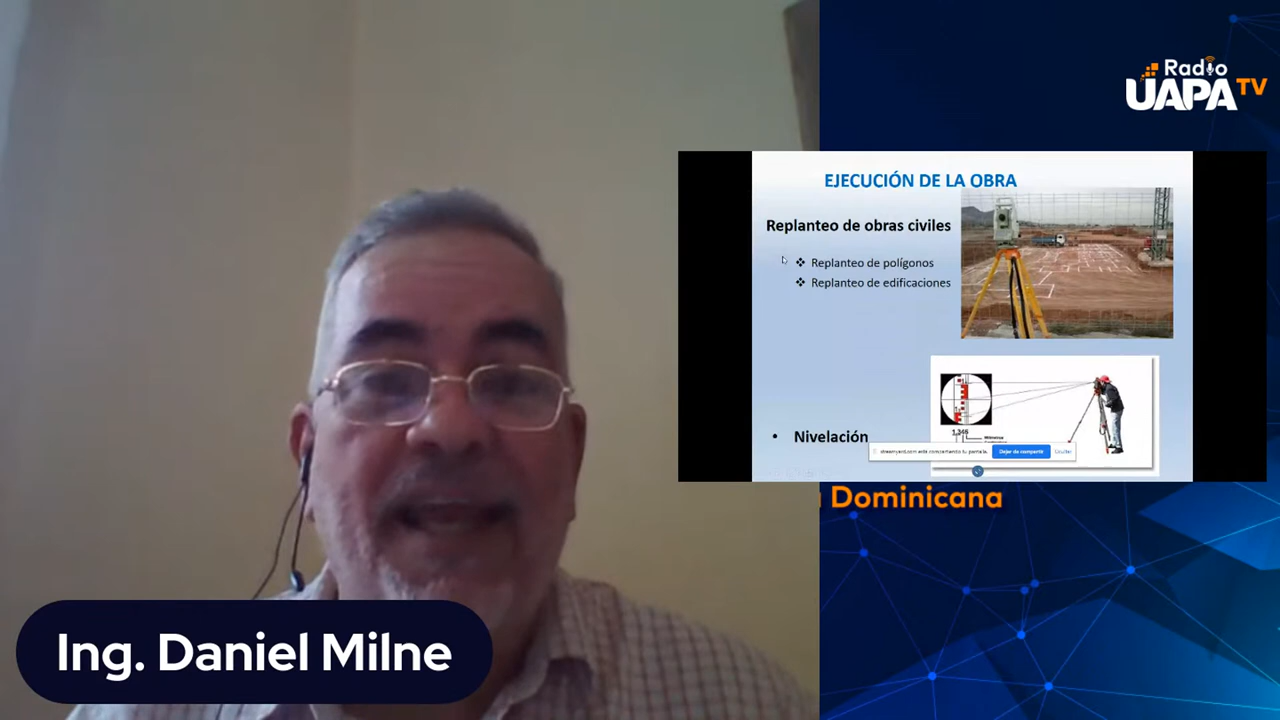 Radio
UAPA TV
EJECUCIÓN DE LA OBRA
Replanteo de obras civiles
❖ Replanteo de polígonos
❖ Replanteo de edificaciones
1,346
• Nivelación
Dejar de compartir
Ocultar
Dominicana
Ing. Daniel Milne